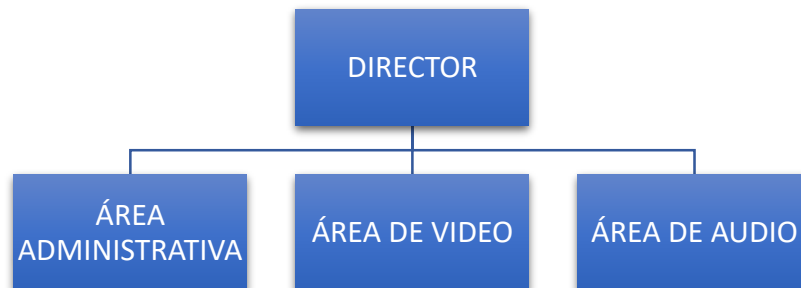 DIRECTOR
ÁREA
ADMINISTRATIVA
ÁREA DE VIDEO
ÁREA DE AUDIO